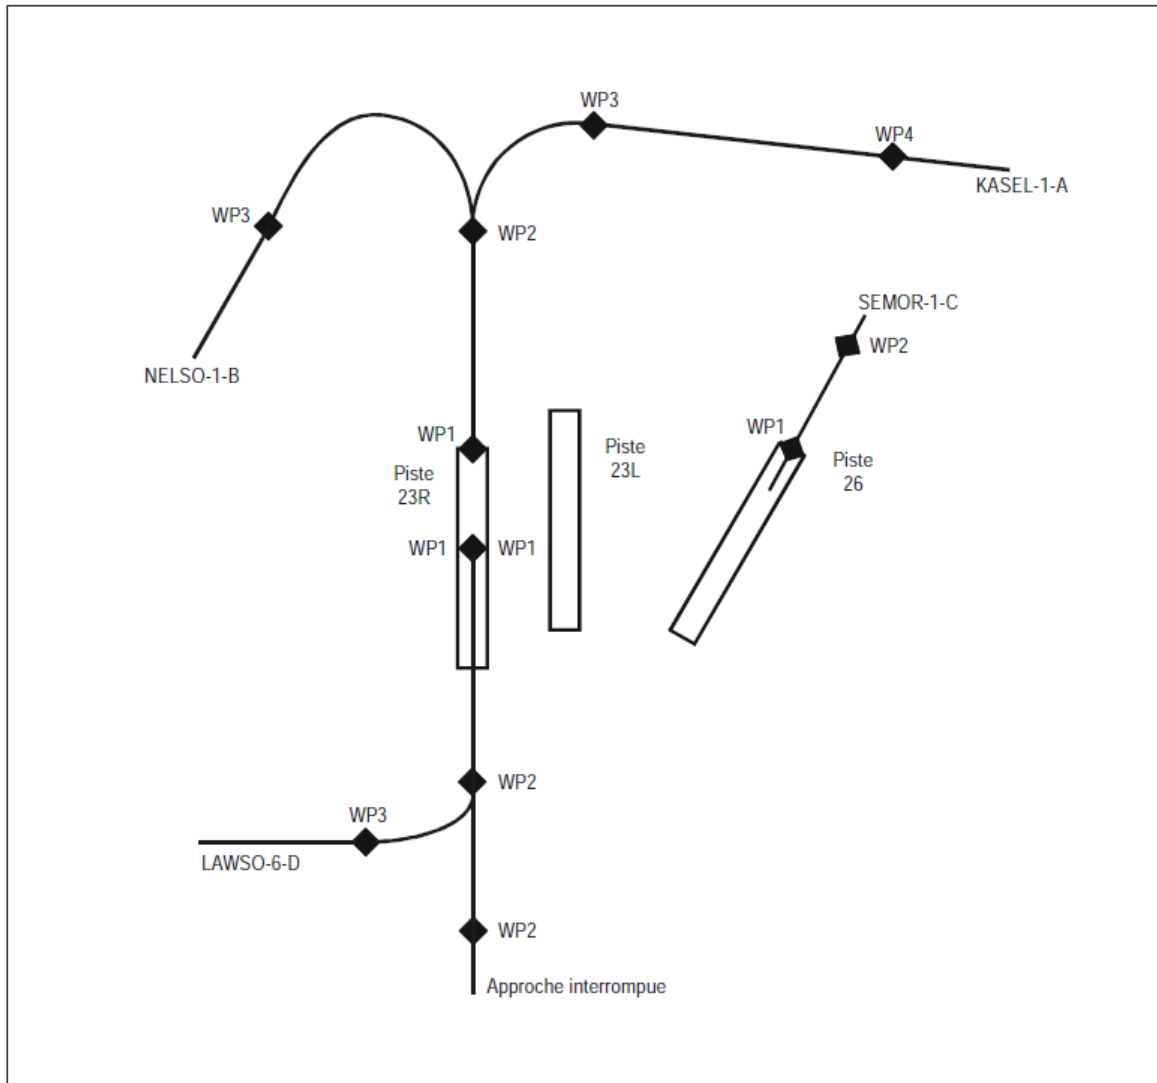 WP3
WP4
KASEL-1-A
WP3
WP2
SEMOR-1-C
WP2
NELSO-1-B
WP1
WP1
Piste
23R
Piste
23L
Piste
26
WP1
WP1
WP2
WP3
LAWSO-6-D
WP2
Approche interrompue